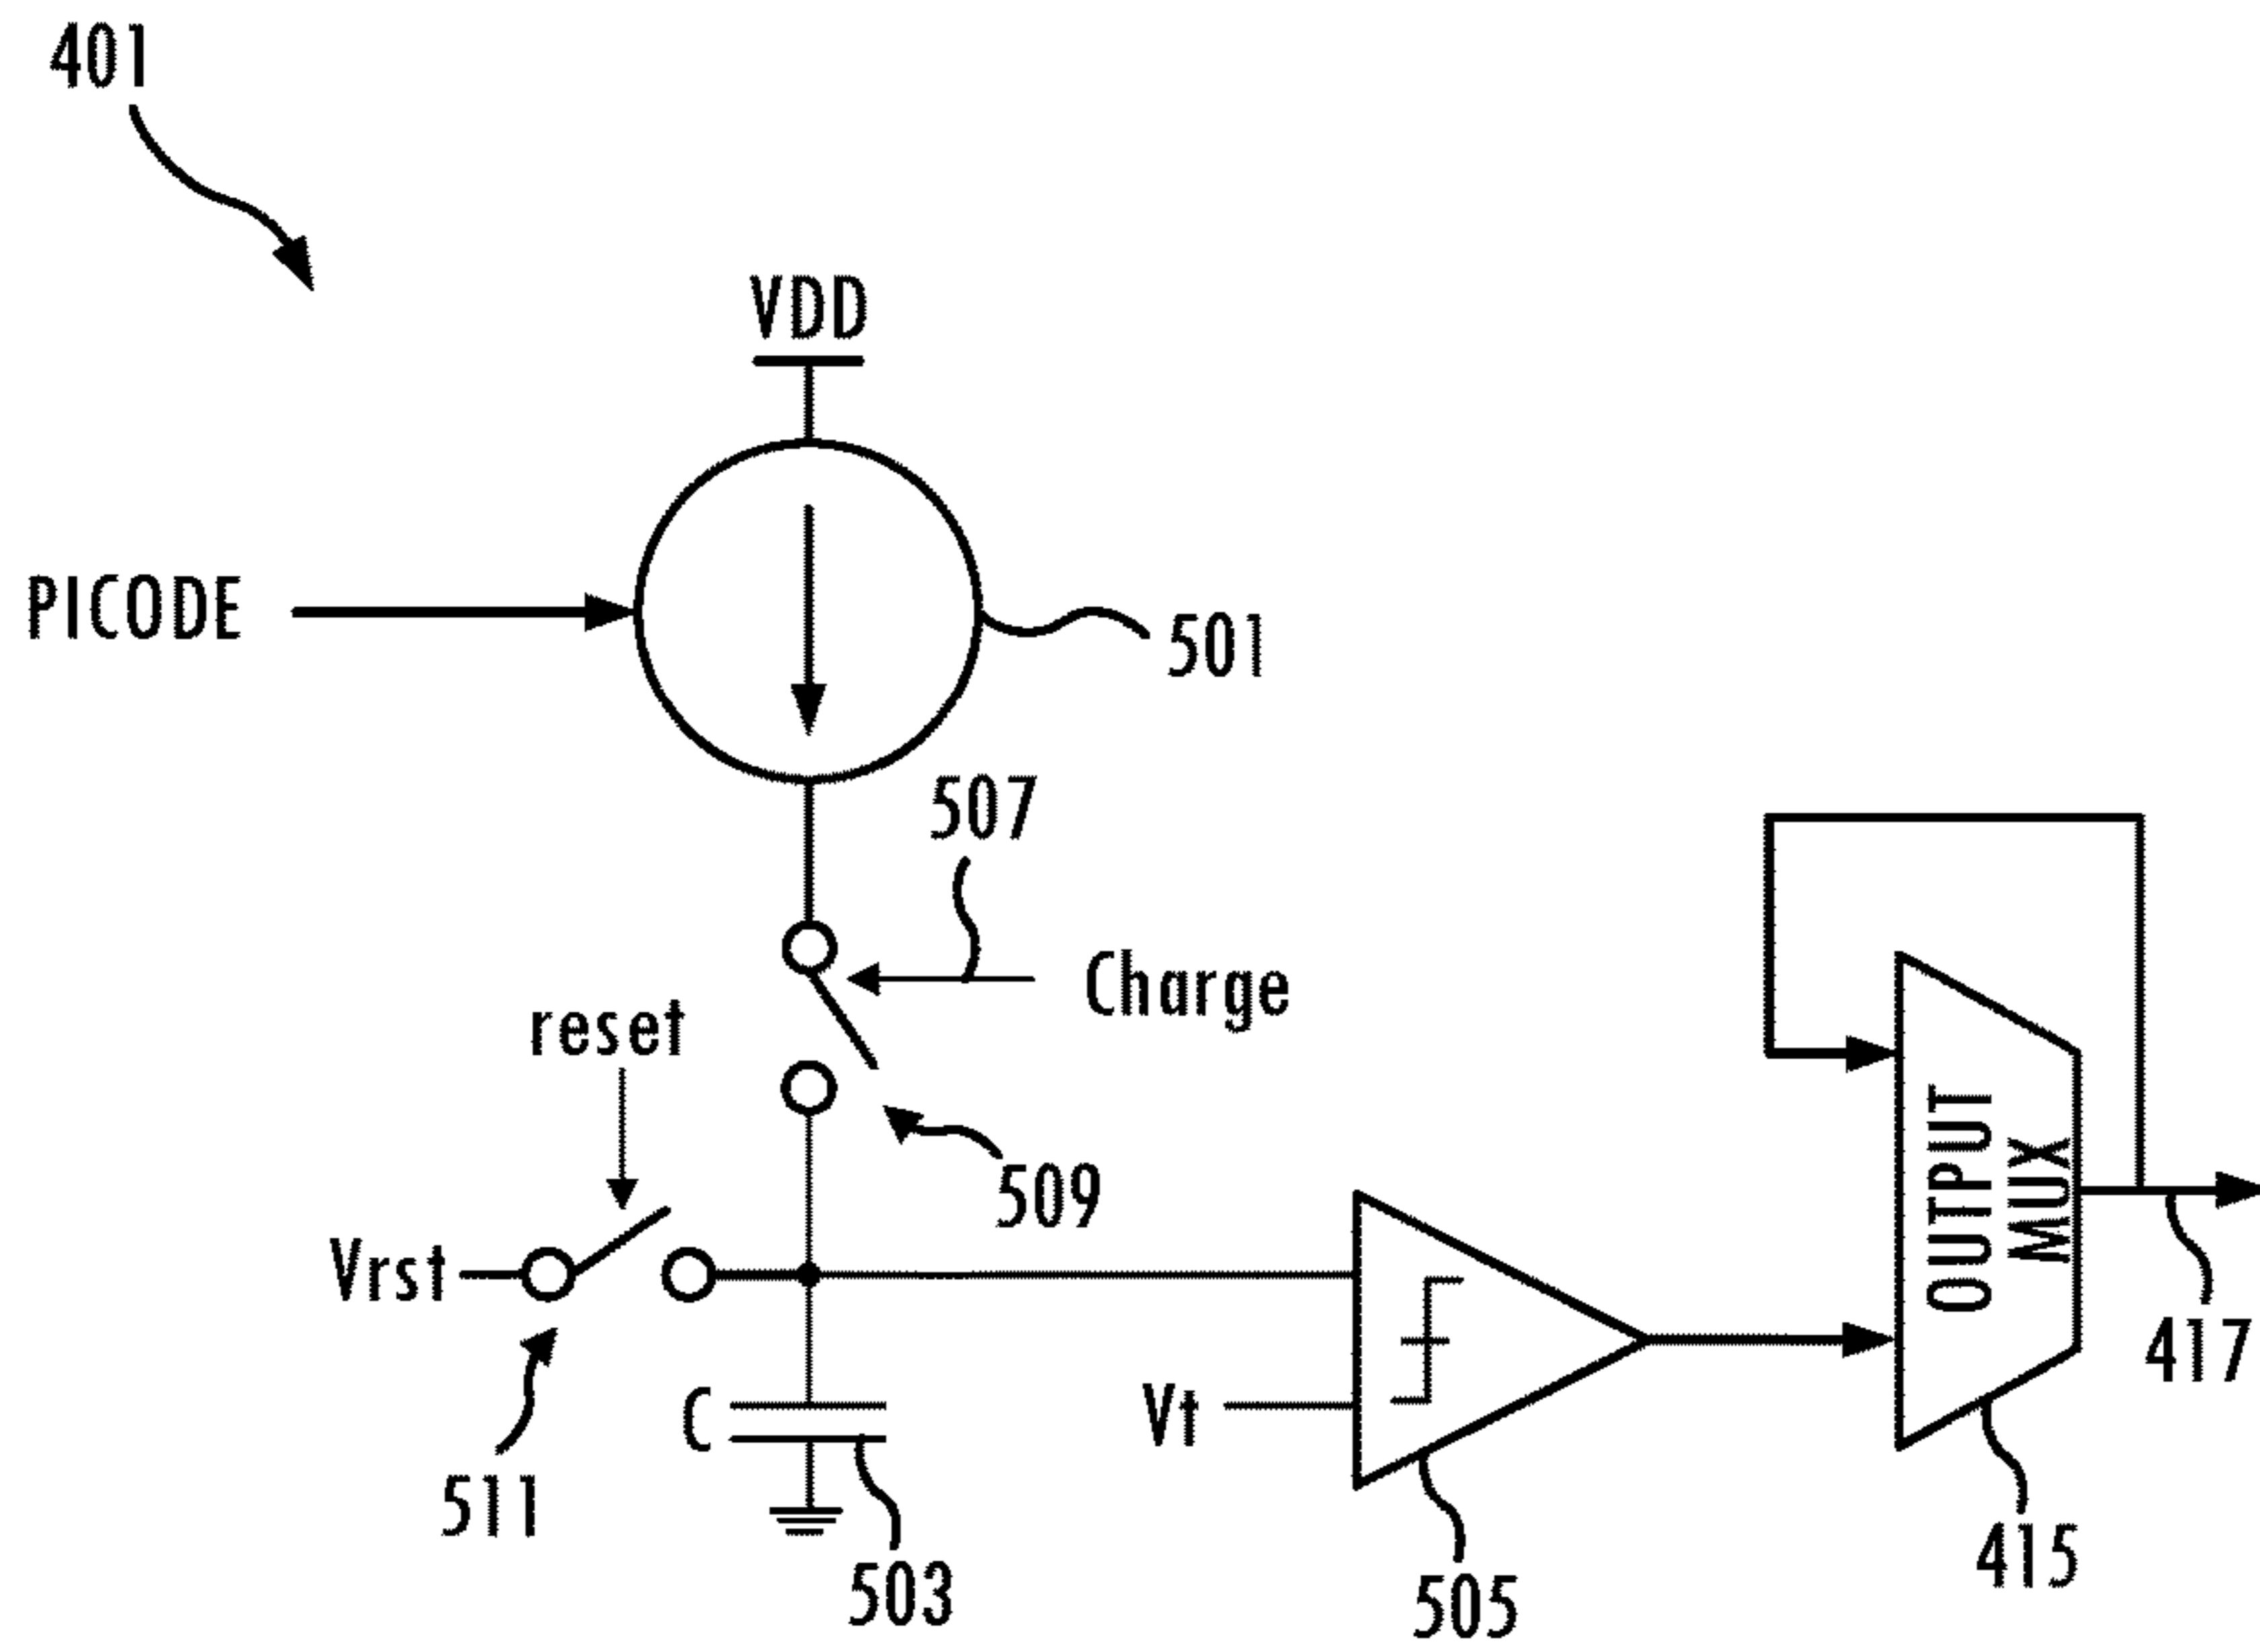 401
VDD
PICODE
501
507
Charge
reset
509
Vrst
OUTPUT
MUX
417
C
Vt
511
503
505
415